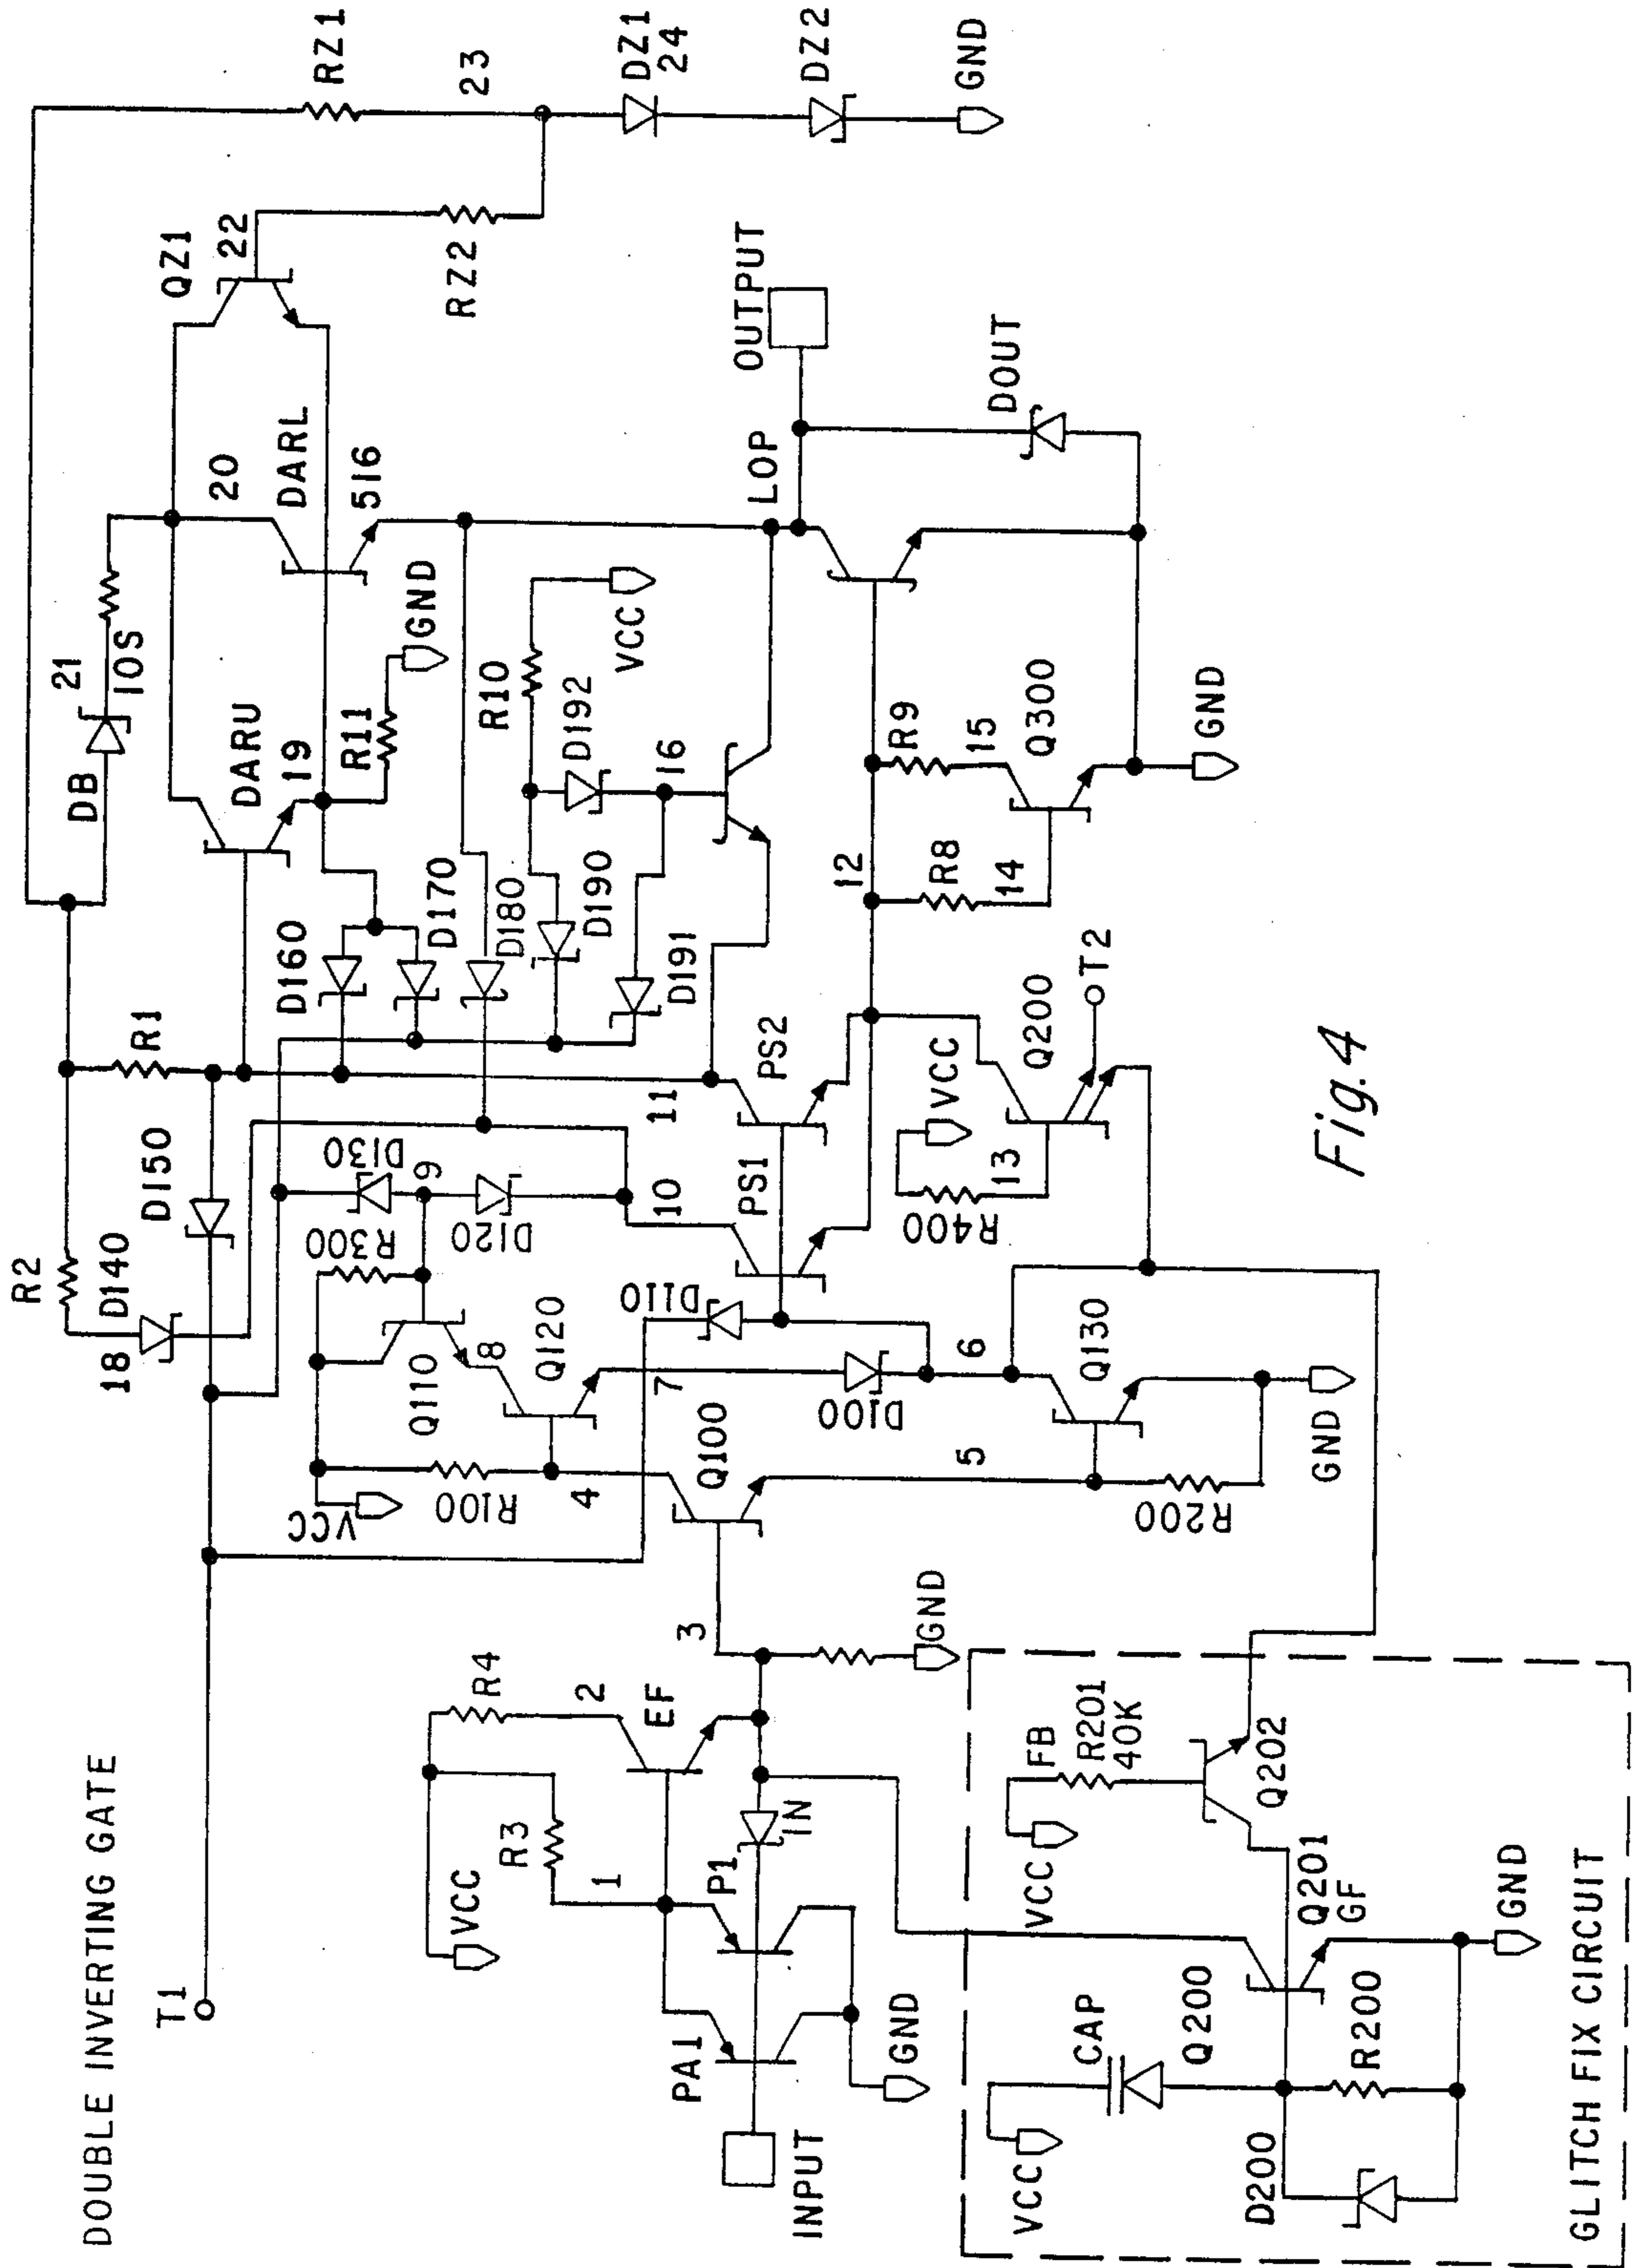 DOUBLE INVERTING GATE
T1
INPUT
PA1
P1
IN
GND
VCC
R3
R4
1
2
EF
3
GND
VCC
R100
4
Q100
5
R200
GND
Q110
8
Q120
7
D100
6
Q130
R300
9
D130
D120
D110
10
PS1
11
PS2
R2
18
D140
D150
R1
D160
D170
D180
D190
D191
D192
R10
VCC
16
DB
21
10S
DARU
19
R11
GND
20
DARL
516
QZ1
22
RZ2
RZ1
23
DZ1
24
DZ2
GND
LOP
OUTPUT
DOUT
12
R8
14
R9
15
Q300
GND
VCC
13
R400
Q200
T2
VCC
CAP
Q200
D200
R200
VCC
FB
R201
40K
Q202
Q201
GF
GND
GLITCH FIX CIRCUIT
Fig.4